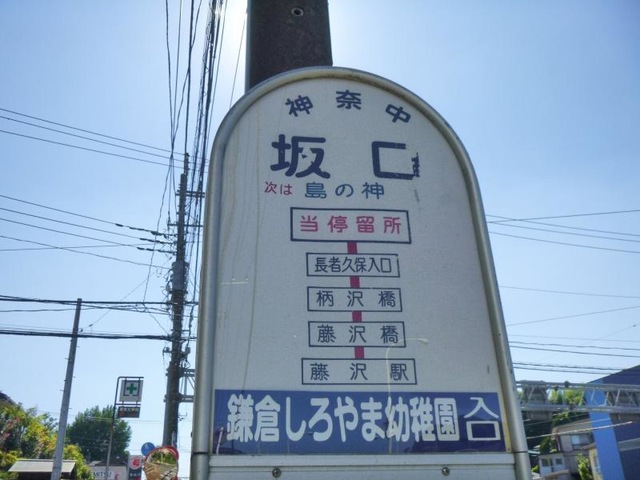 神奈中
坂口
次は 島の神
当停留所
長者久保入口
柄沢橋
藤沢橋
藤沢駅
鎌倉しろやま幼稚園